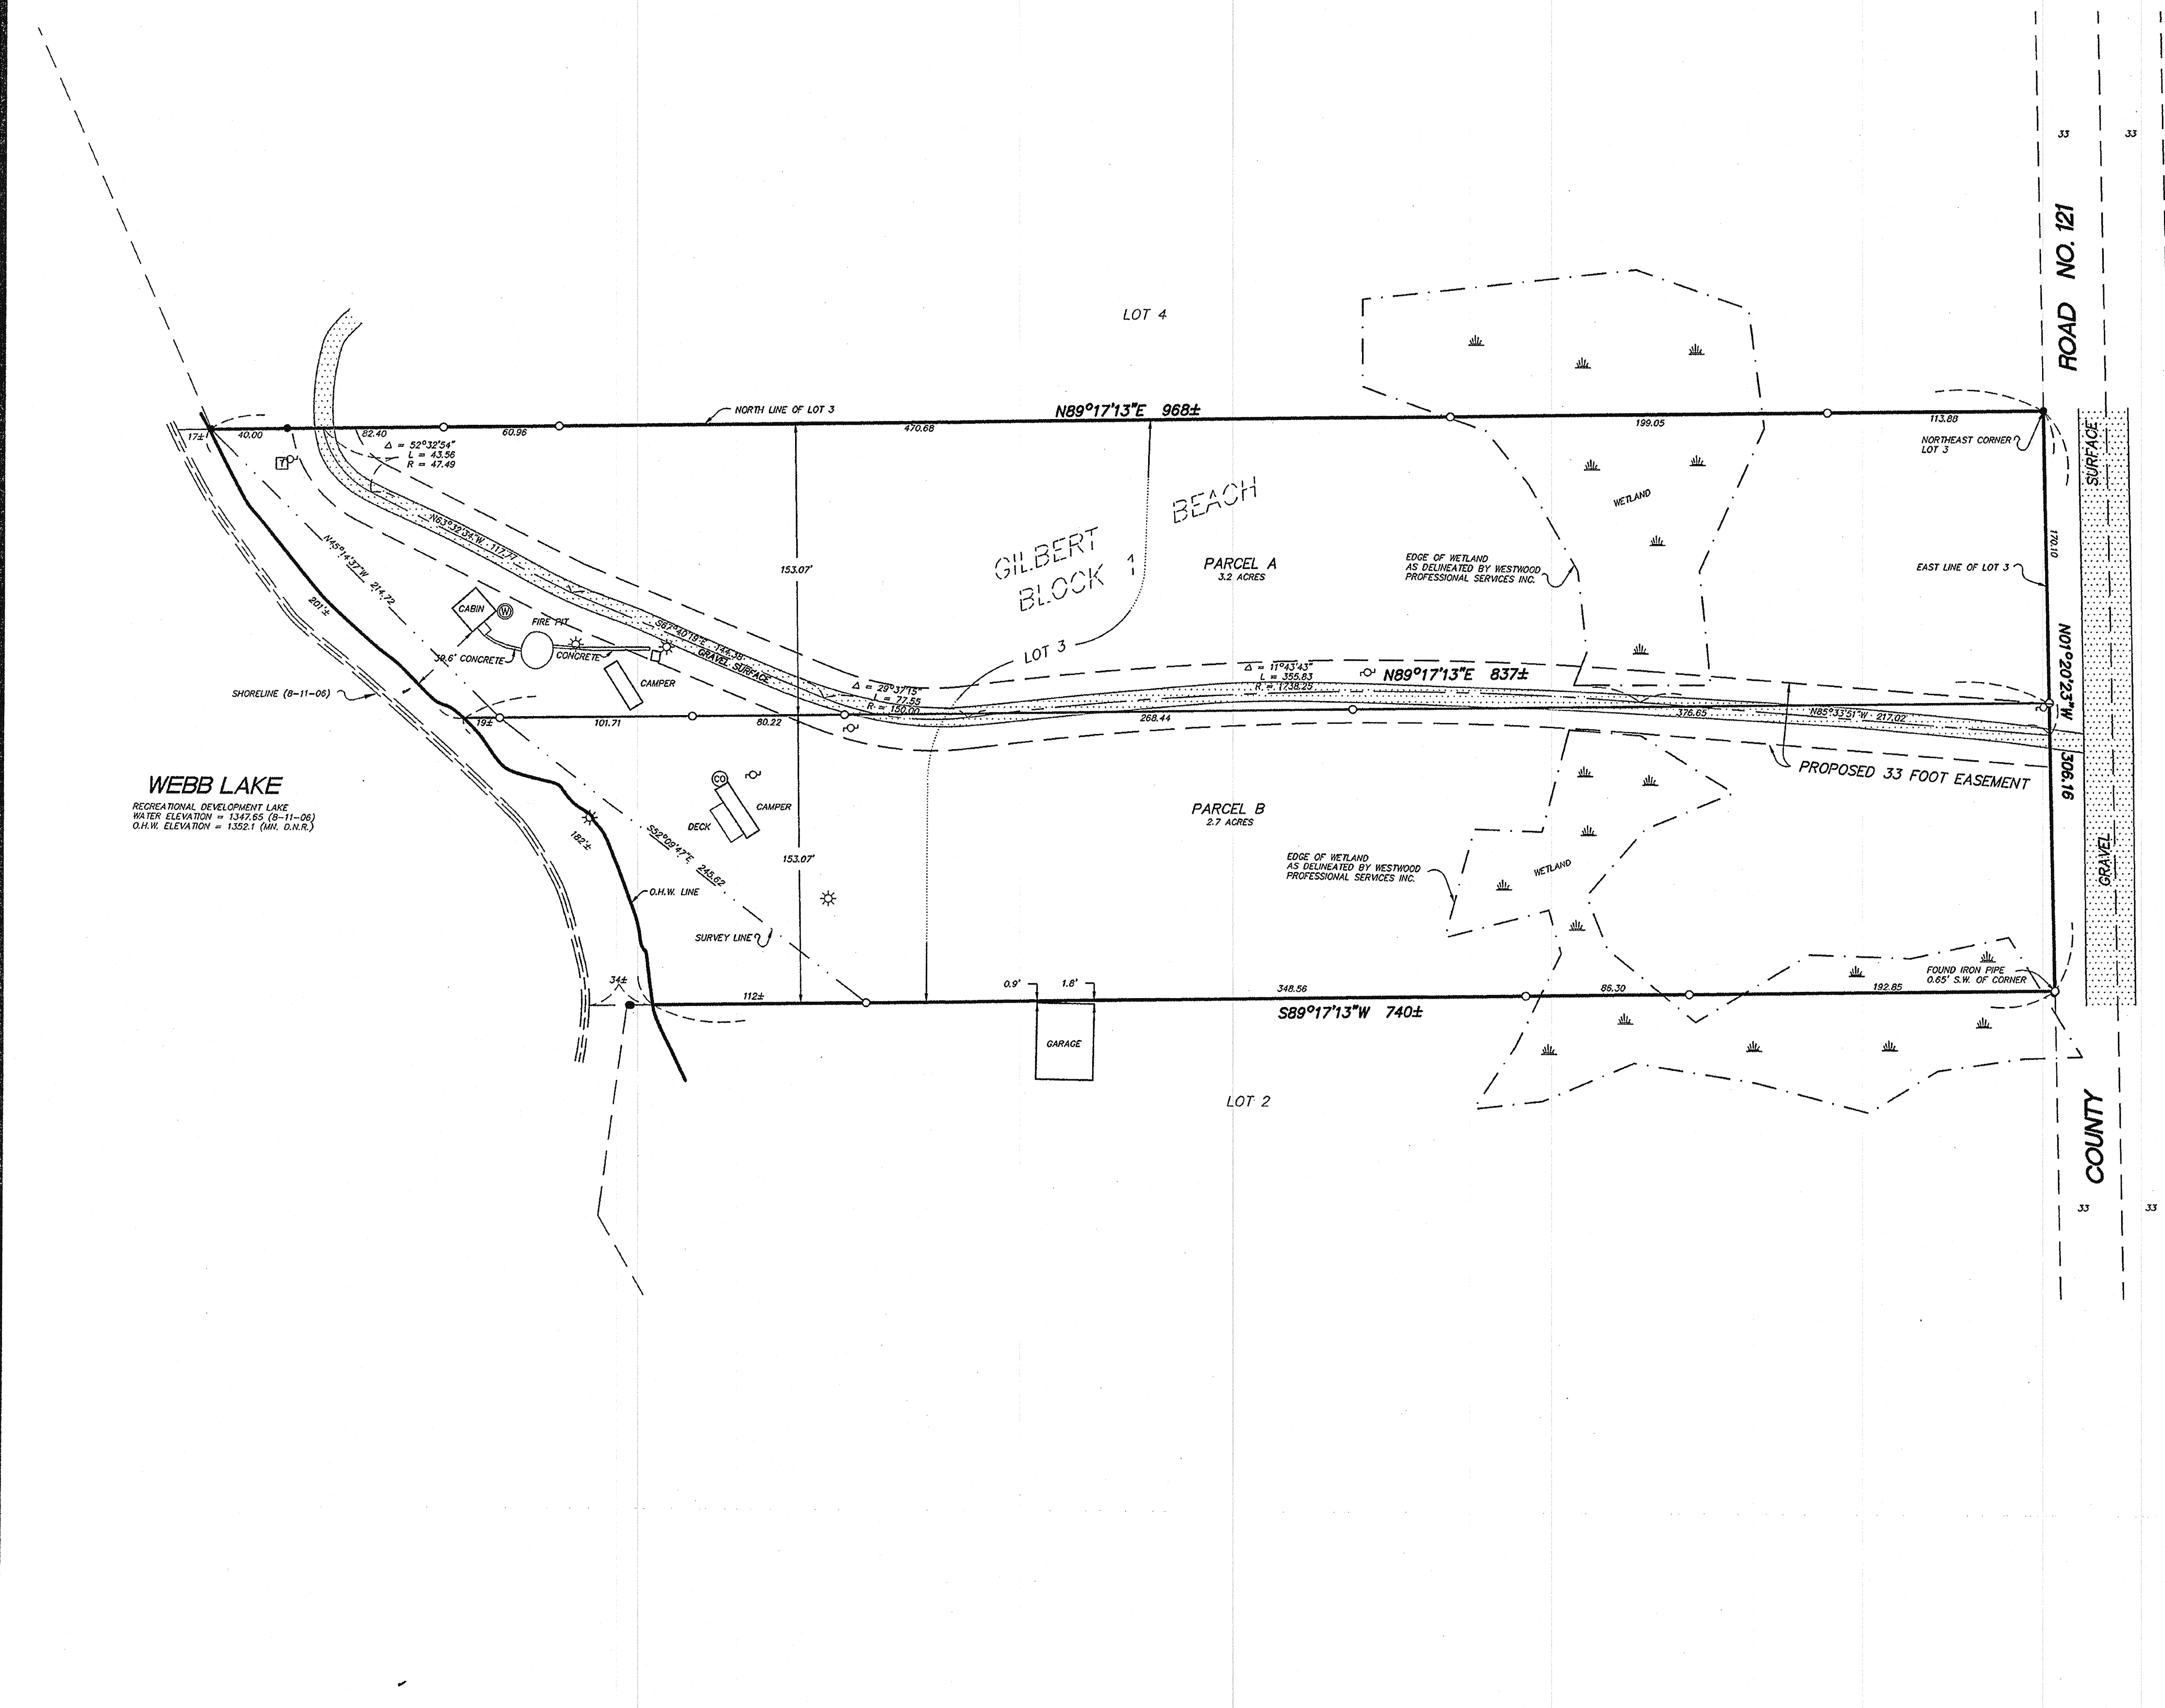 33
33
ROAD NO. 121
LOT 4
NORTH LINE OF LOT 3
N89°17'13"E 968±
17±
40.00
82.40
60.96
470.68
199.05
113.88
Δ = 52°32'54"
L = 43.56
R = 47.49
NORTHEAST CORNER
LOT 3
SURFACE
T
N63°32'34"W 117.77
BEACH
GILBERT
BLOCK 1
WETLAND
N45°14'37"W 214.72
153.07'
PARCEL A
3.2 ACRES
EDGE OF WETLAND
AS DELINEATED BY WESTWOOD
PROFESSIONAL SERVICES INC.
170.10
EAST LINE OF LOT 3
201'±
CABIN
W
FIRE PIT
S67°40'19"E 144.38
GRAVEL SURFACE
39.6'
CONCRETE
CONCRETE
LOT 3
CAMPER
SHORELINE (8-11-06)
Δ = 29°37'15"
L = 77.55
R = 150.00
Δ = 11°43'43"
L = 355.83
R = 1738.25
N89°17'13"E 837±
N01°20'23"W 306.16
19±
101.71
80.22
268.44
376.65
N85°33'51"W 217.02
WEBB LAKE
RECREATIONAL DEVELOPMENT LAKE
WATER ELEVATION = 1347.65 (8-11-06)
O.H.W. ELEVATION = 1352.1 (MN. D.N.R.)
CO
CAMPER
DECK
PROPOSED 33 FOOT EASEMENT
PARCEL B
2.7 ACRES
182'±
S52°09'47"E 245.62
153.07'
EDGE OF WETLAND
AS DELINEATED BY WESTWOOD
PROFESSIONAL SERVICES INC.
WETLAND
GRAVEL
O.H.W. LINE
SURVEY LINE
34±
112±
0.9'
1.8'
348.56
86.30
192.85
FOUND IRON PIPE
0.65' S.W. OF CORNER
S89°17'13"W 740±
GARAGE
LOT 2
COUNTY
33
33